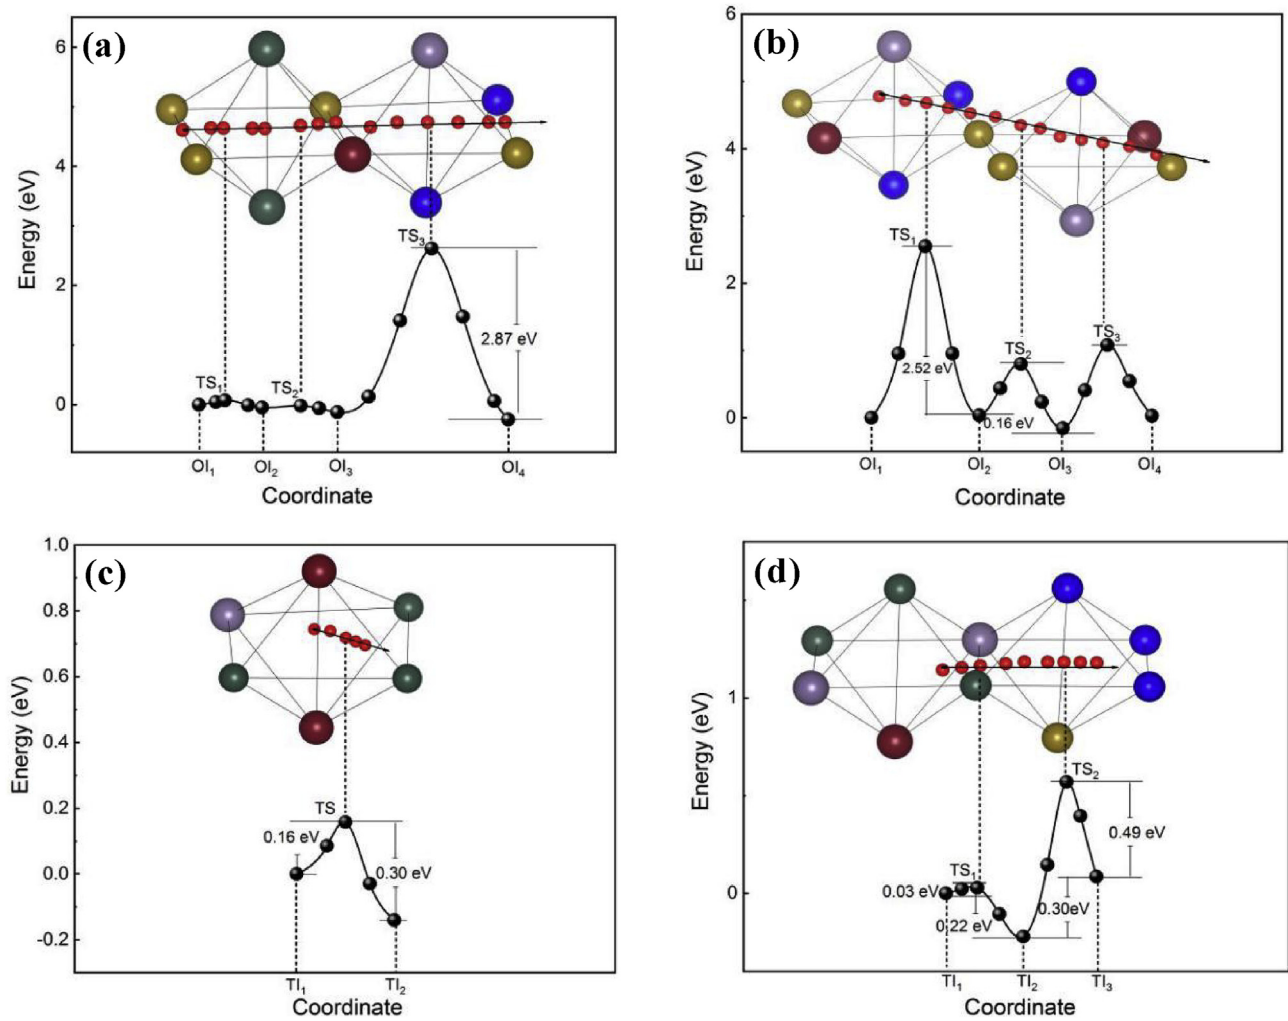 (a)
6
4
2
0
Energy (eV)
TS₁
TS₂
TS₃
2.87 eV
OI₁ OI₂ OI₃ OI₄
Coordinate
(b)
6
4
2
0
Energy (eV)
TS₁
TS₂
TS₃
2.52 eV
0.16 eV
OI₁ OI₂ OI₃ OI₄
Coordinate
(c)
1.0
0.8
0.6
0.4
0.2
0.0
-0.2
Energy (eV)
TS
0.16 eV
0.30 eV
TI₁ TI₂
Coordinate
(d)
1
0
Energy (eV)
TS₁
TS₂
0.03 eV
0.22 eV
0.30eV
0.49 eV
TI₁ TI₂ TI₃
Coordinate